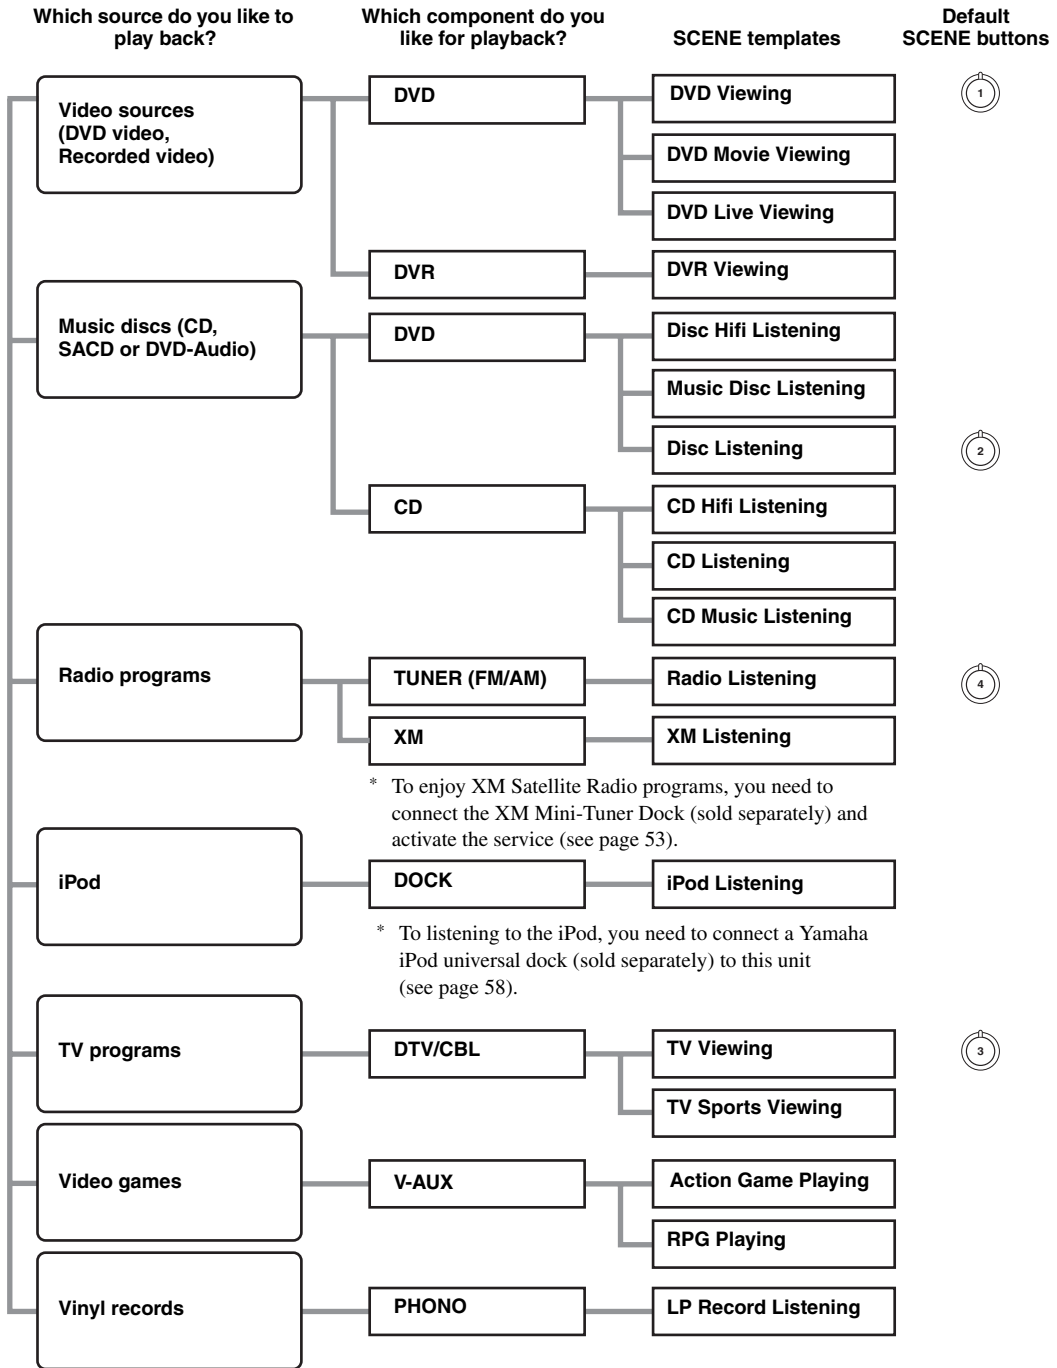 Which source do you like to
play back?
Which component do you
like for playback?
SCENE templates
Default
SCENE buttons
Video sources
(DVD video,
Recorded video)
DVD
DVD Viewing
1
DVD Movie Viewing
DVD Live Viewing
DVR
DVR Viewing
Music discs (CD,
SACD or DVD-Audio)
DVD
Disc Hifi Listening
Music Disc Listening
Disc Listening
2
CD
CD Hifi Listening
CD Listening
CD Music Listening
Radio programs
TUNER (FM/AM)
Radio Listening
4
XM
XM Listening
* To enjoy XM Satellite Radio programs, you need to
connect the XM Mini-Tuner Dock (sold separately) and
activate the service (see page 53).
iPod
DOCK
iPod Listening
* To listening to the iPod, you need to connect a Yamaha
iPod universal dock (sold separately) to this unit
(see page 58).
TV programs
DTV/CBL
TV Viewing
3
TV Sports Viewing
Video games
V-AUX
Action Game Playing
RPG Playing
Vinyl records
PHONO
LP Record Listening